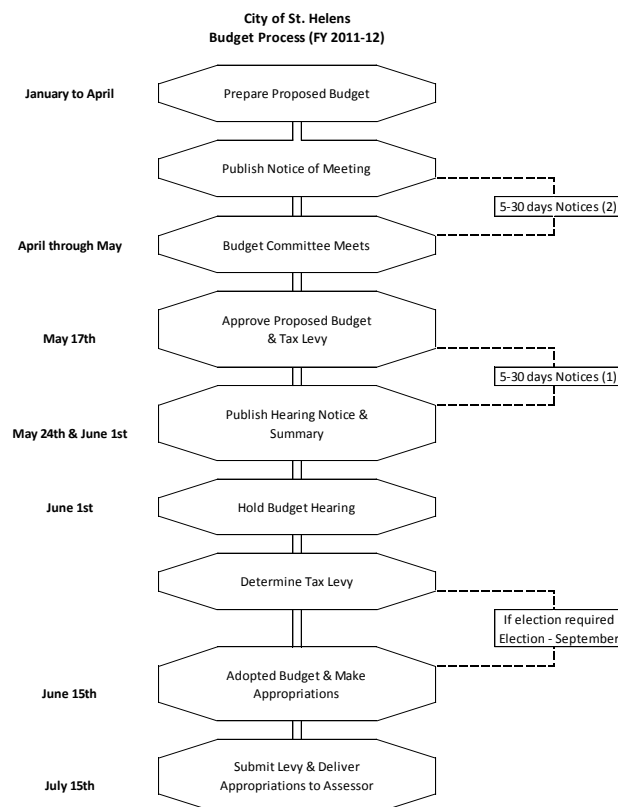 City of St. Helens
Budget Process (FY 2011-12)
January to April
Prepare Proposed Budget
Publish Notice of Meeting
5-30 days Notices (2)
April through May
Budget Committee Meets
May 17th
Approve Proposed Budget
& Tax Levy
5-30 days Notices (1)
May 24th & June 1st
Publish Hearing Notice &
Summary
June 1st
Hold Budget Hearing
Determine Tax Levy
If election required
Election - September
June 15th
Adopted Budget & Make
Appropriations
July 15th
Submit Levy & Deliver
Appropriations to Assessor